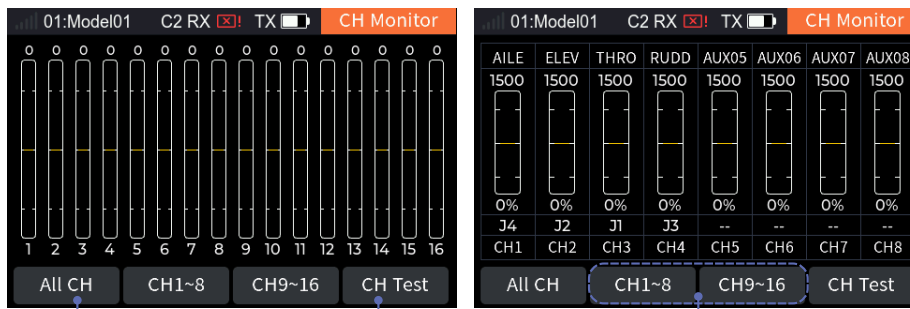 01:Model01 C2 RX ! TX CH Monitor
0 0 0 0 0 0 0 0 0 0 0 0 0 0 0 0
1 2 3 4 5 6 7 8 9 10 11 12 13 14 15 16
All CH CH1~8 CH9~16 CH Test
01:Model01 C2 RX ! TX CH Monitor
AILE ELEV THRO RUDD AUX05 AUX06 AUX07 AUX08
1500 1500 1500 1500 1500 1500 1500 1500
0% 0% 0% 0% 0% 0% 0% 0%
J4 J2 J1 J3 -- -- -- --
CH1 CH2 CH3 CH4 CH5 CH6 CH7 CH8
All CH CH1~8 CH9~16 CH Test